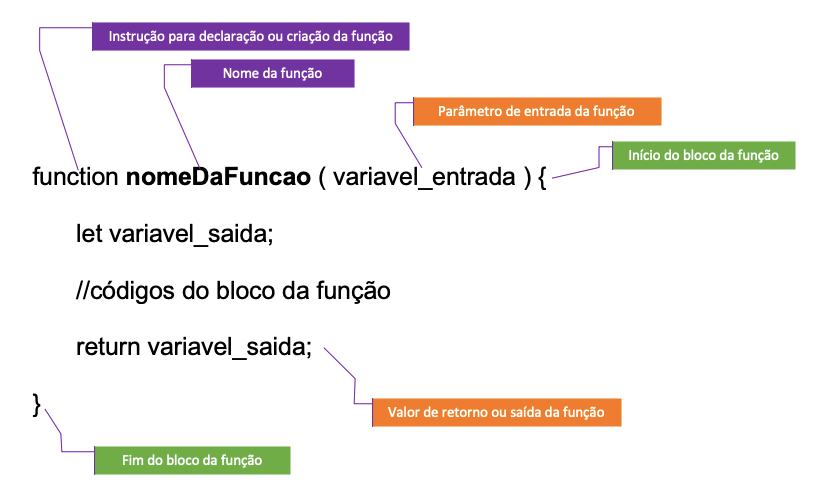 Instrução para declaração ou criação da função
Nome da função
Parâmetro de entrada da função
Início do bloco da função
function nomeDaFuncao ( variavel_entrada ) {
let variavel_saida;
//códigos do bloco da função
return variavel_saida;
}
Valor de retorno ou saída da função
Fim do bloco da função